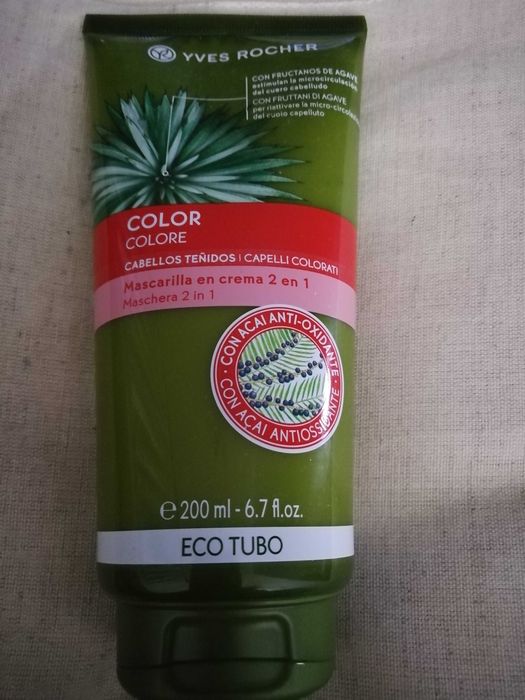 YR YVES ROCHER
CON FRUCTANOS DE AGAVE
estimulan la microcirculación
del cuero cabelludo
CON FRUTTANI DI AGAVE
per riattivare la micro-circolazione
del cuoio capelluto
COLOR
COLORE
CABELLOS TEÑIDOS | CAPELLI COLORATI
Mascarilla en crema 2 en 1
Maschera 2 in 1
· CON ACAI ANTI-OXIDANTE ·
CON AÇAI ANTIOSSIDANTE
e 200 ml - 6.7 fl.oz.
ECO TUBO